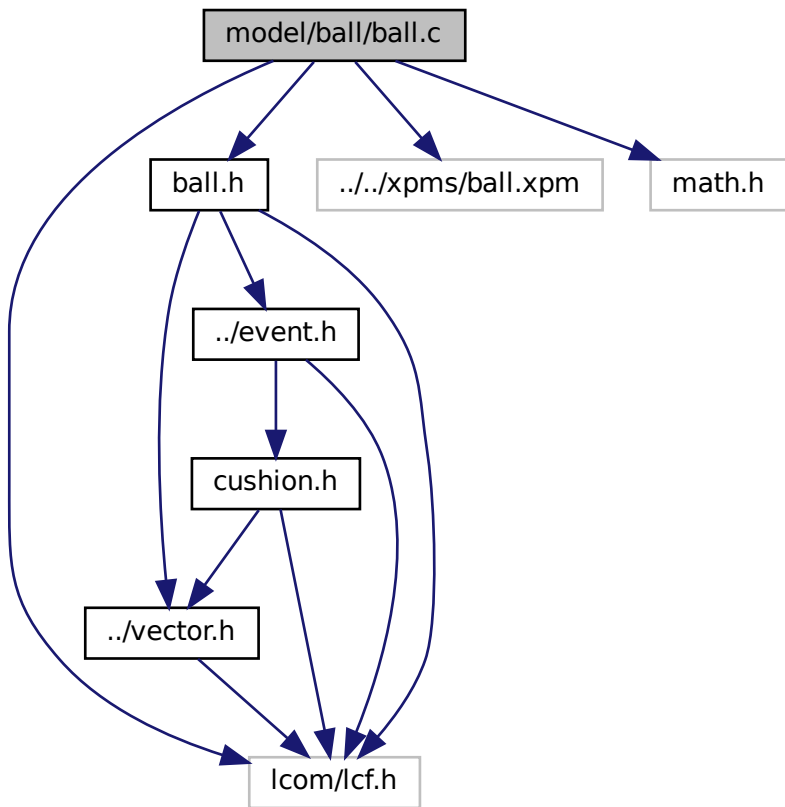 model/ball/ball.c
ball.h
../../xpms/ball.xpm
math.h
../event.h
cushion.h
../vector.h
lcom/lcf.h